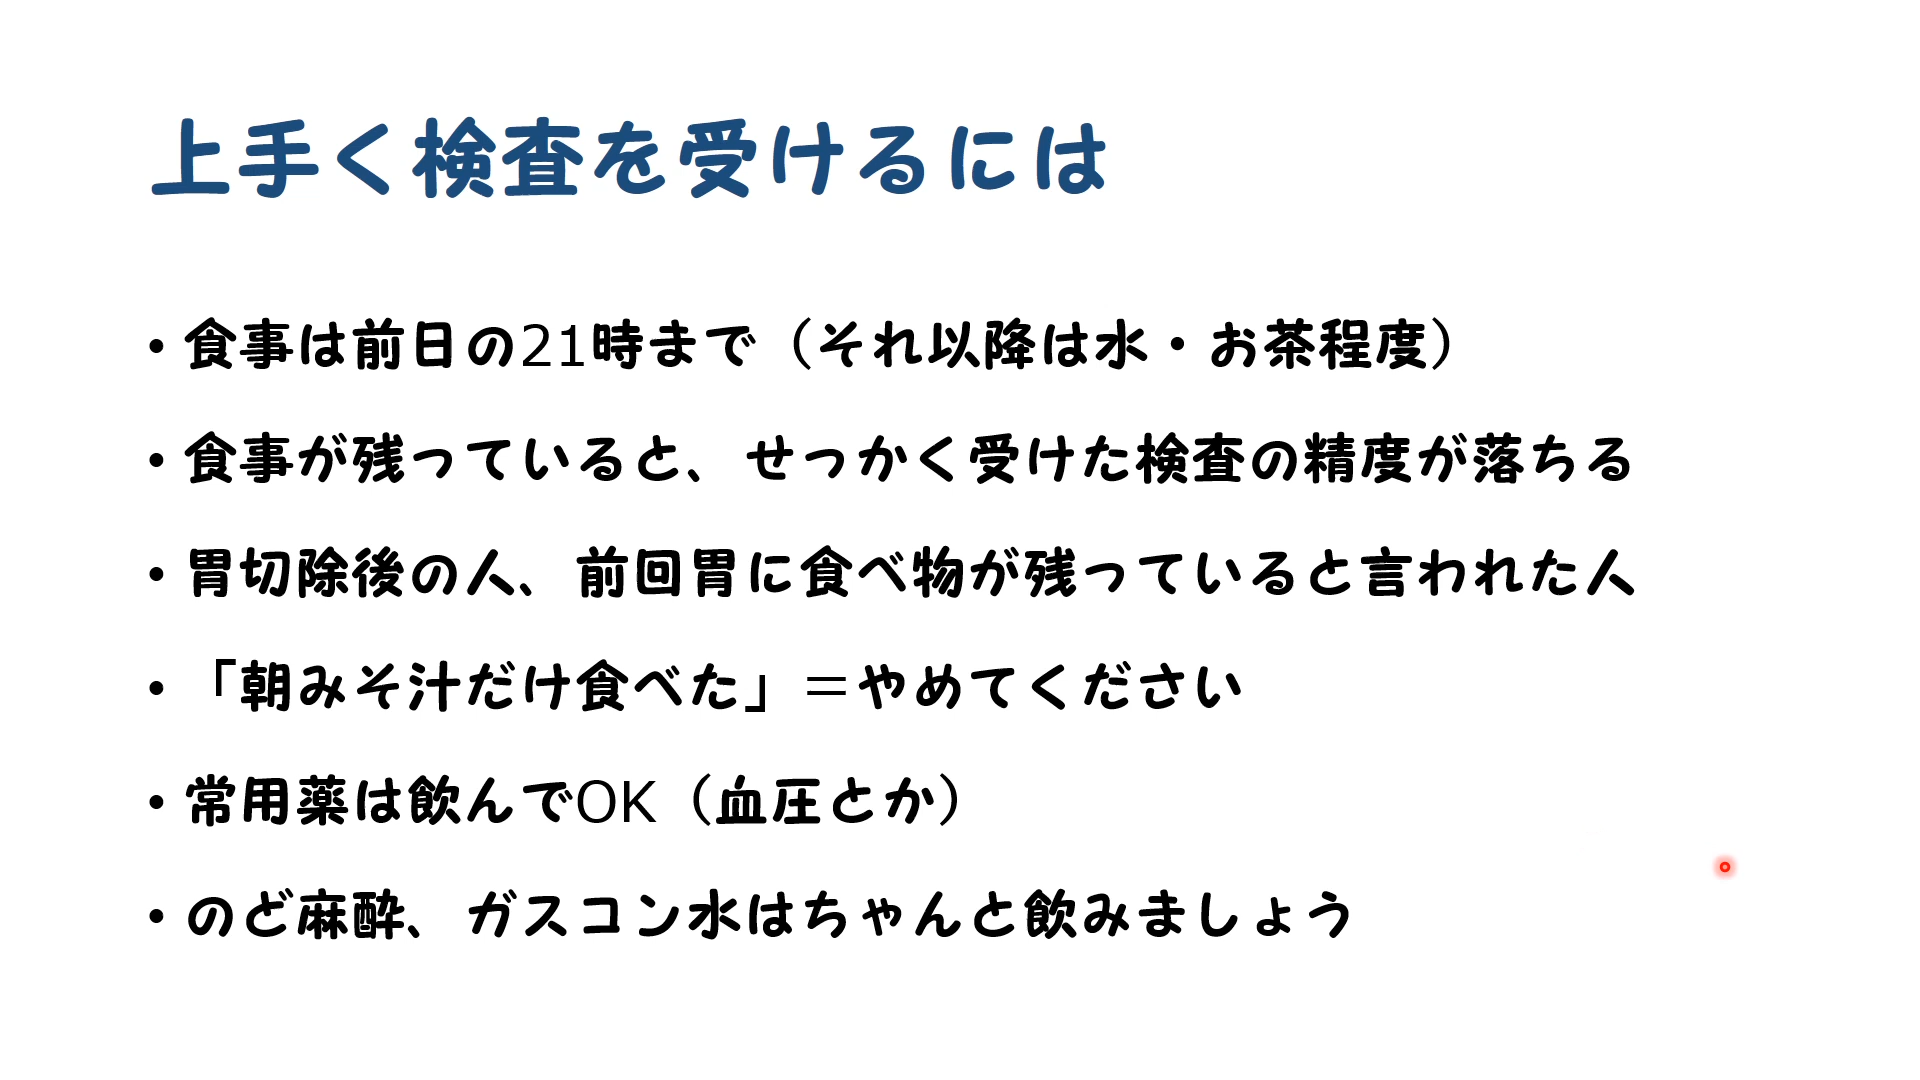 上手く検査を受けるには
•食事は前日の21時まで（それ以降は水・お茶程度）
•食事が残っていると、せっかく受けた検査の精度が落ちる
•胃切除後の人、前回胃に食べ物が残っていると言われた人
•「朝みそ汁だけ食べた」＝やめてください
•常用薬は飲んでOK（血圧とか）
•のど麻酔、ガスコン水はちゃんと飲みましょう